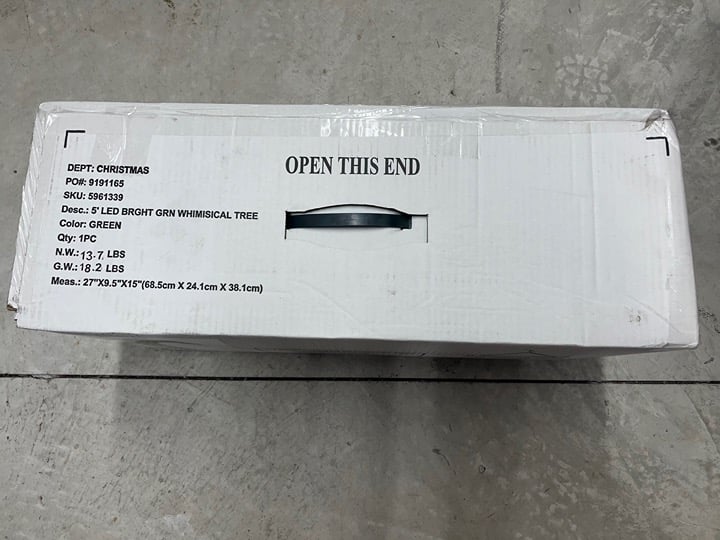 OPEN THIS END
DEPT: CHRISTMAS
PO#: 9191165
SKU: 5961339
Desc.: 5' LED BRGHT GRN WHIMISICAL TREE
Color: GREEN
Qty: 1PC
N.W.: 13.7 LBS
G.W.: 18.2 LBS
Meas.: 27"X9.5"X15"(68.5cm X 24.1cm X 38.1cm)